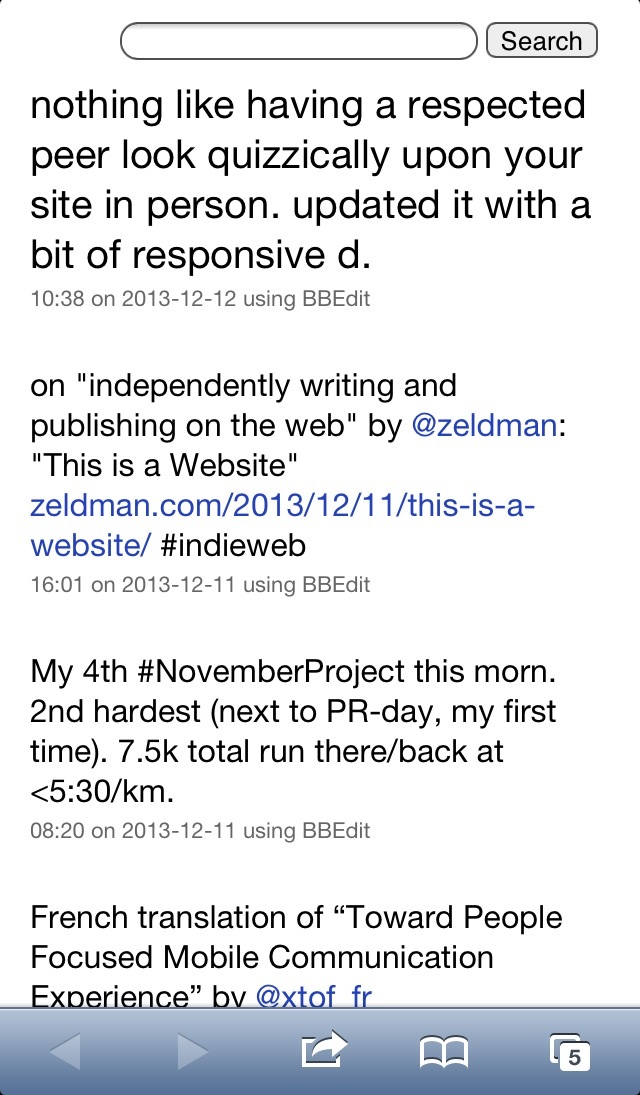 Search
nothing like having a respected
peer look quizzically upon your
site in person. updated it with a
bit of responsive d.
10:38 on 2013-12-12 using BBEdit
on "independently writing and
publishing on the web" by @zeldman:
"This is a Website"
zeldman.com/2013/12/11/this-is-a-
website/ #indieweb
16:01 on 2013-12-11 using BBEdit
My 4th #NovemberProject this morn.
2nd hardest (next to PR-day, my first
time). 7.5k total run there/back at
<5:30/km.
08:20 on 2013-12-11 using BBEdit
French translation of “Toward People
Focused Mobile Communication
Experience” by @xtof_fr
5